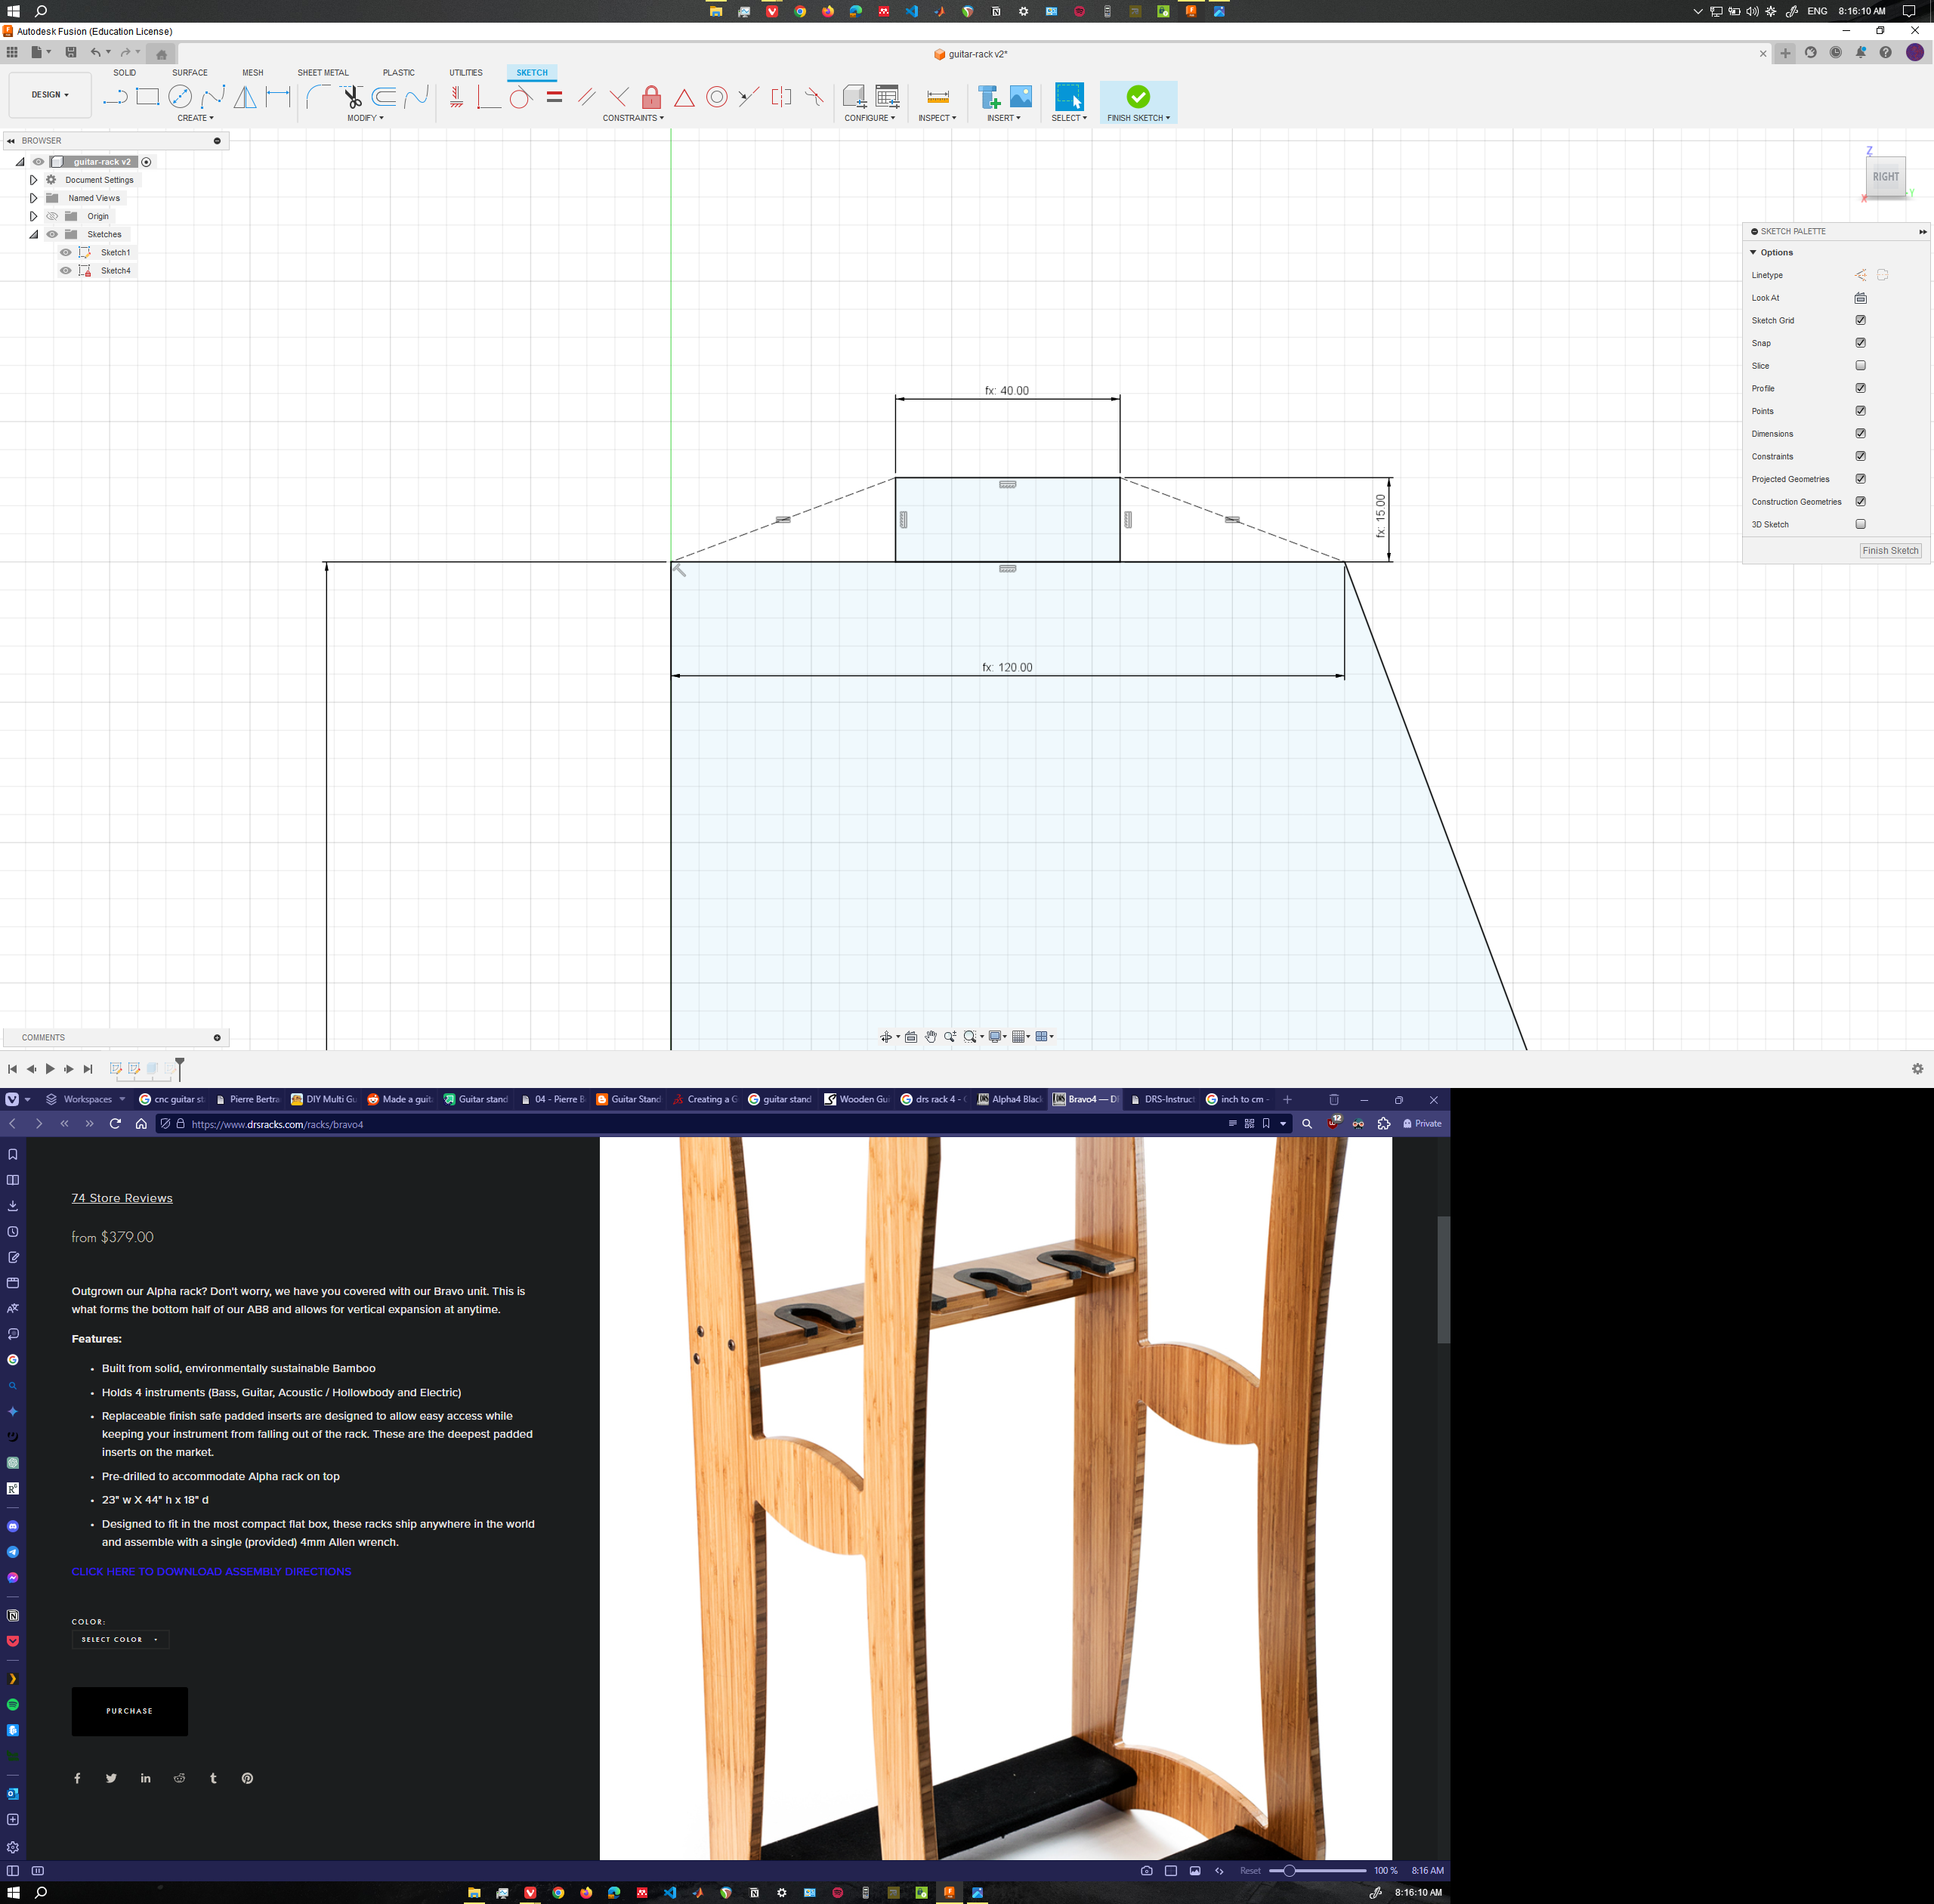 ENG
8:16:10 AM
Autodesk Fusion (Education License)
guitar-rack v2*
DESIGN
SOLID
SURFACE
MESH
SHEET METAL
PLASTIC
UTILITIES
SKETCH
CREATE
MODIFY
CONSTRAINTS
CONFIGURE
INSPECT
INSERT
SELECT
FINISH SKETCH
BROWSER
guitar-rack v2
Document Settings
Named Views
Origin
Sketches
Sketch1
Sketch4
Z
RIGHT
Y
X
SKETCH PALETTE
Options
Linetype
Look At
Sketch Grid
Snap
Slice
Profile
Points
Dimensions
Constraints
Projected Geometries
Construction Geometries
3D Sketch
Finish Sketch
fx: 40.00
fx: 15.00
fx: 120.00
COMMENTS
Workspaces
cnc guitar st
Pierre Bertra
DIY Multi Gu
Made a guit
Guitar stand
04 - Pierre B
Guitar Stand
Creating a G
guitar stand
Wooden Gui
drs rack 4 -
Alpha4 Blac
Bravo4 — D
DRS-Instruct
inch to cm -
https://www.drsracks.com/racks/bravo4
12
Private
74 Store Reviews
from $379.00
Outgrown our Alpha rack? Don't worry, we have you covered with our Bravo unit. This is
what forms the bottom half of our AB8 and allows for vertical expansion at anytime.
Features:
• Built from solid, environmentally sustainable Bamboo
• Holds 4 instruments (Bass, Guitar, Acoustic / Hollowbody and Electric)
• Replaceable finish safe padded inserts are designed to allow easy access while
keeping your instrument from falling out of the rack. These are the deepest padded
inserts on the market.
• Pre-drilled to accommodate Alpha rack on top
• 23" w X 44" h x 18" d
• Designed to fit in the most compact flat box, these racks ship anywhere in the world
and assemble with a single (provided) 4mm Allen wrench.
CLICK HERE TO DOWNLOAD ASSEMBLY DIRECTIONS
COLOR:
SELECT COLOR
PURCHASE
Reset
100 %
8:16 AM
8:16:10 AM